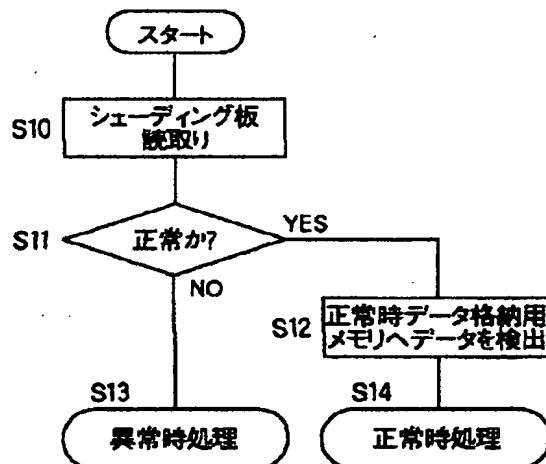 スタート
S10
シェーディング板
読取り
S11
正常か?
YES
NO
S12
正常時データ格納用
メモリへデータを検出
S13
異常時処理
S14
正常時処理